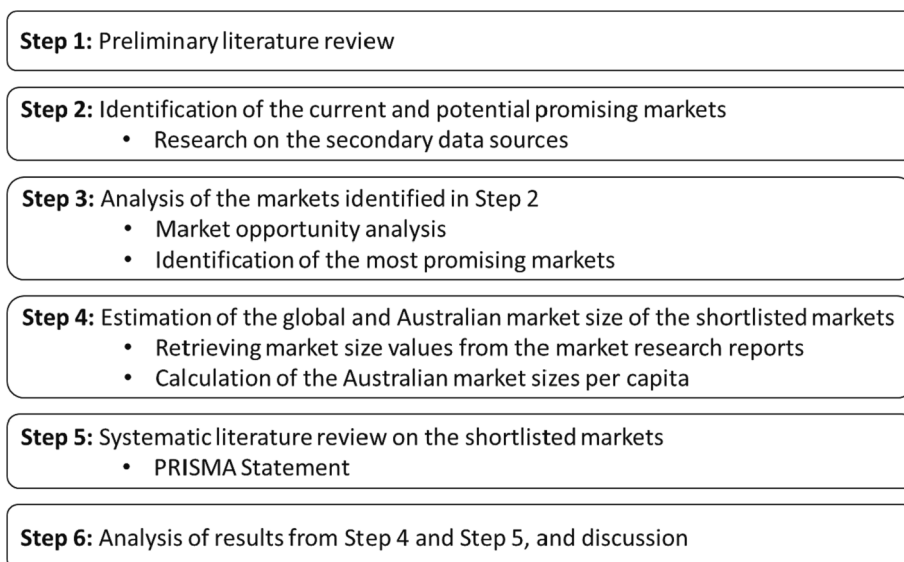 Step 1: Preliminary literature review
Step 2: Identification of the current and potential promising markets
• Research on the secondary data sources
Step 3: Analysis of the markets identified in Step 2
• Market opportunity analysis
• Identification of the most promising markets
Step 4: Estimation of the global and Australian market size of the shortlisted markets
• Retrieving market size values from the market research reports
• Calculation of the Australian market sizes per capita
Step 5: Systematic literature review on the shortlisted markets
• PRISMA Statement
Step 6: Analysis of results from Step 4 and Step 5, and discussion